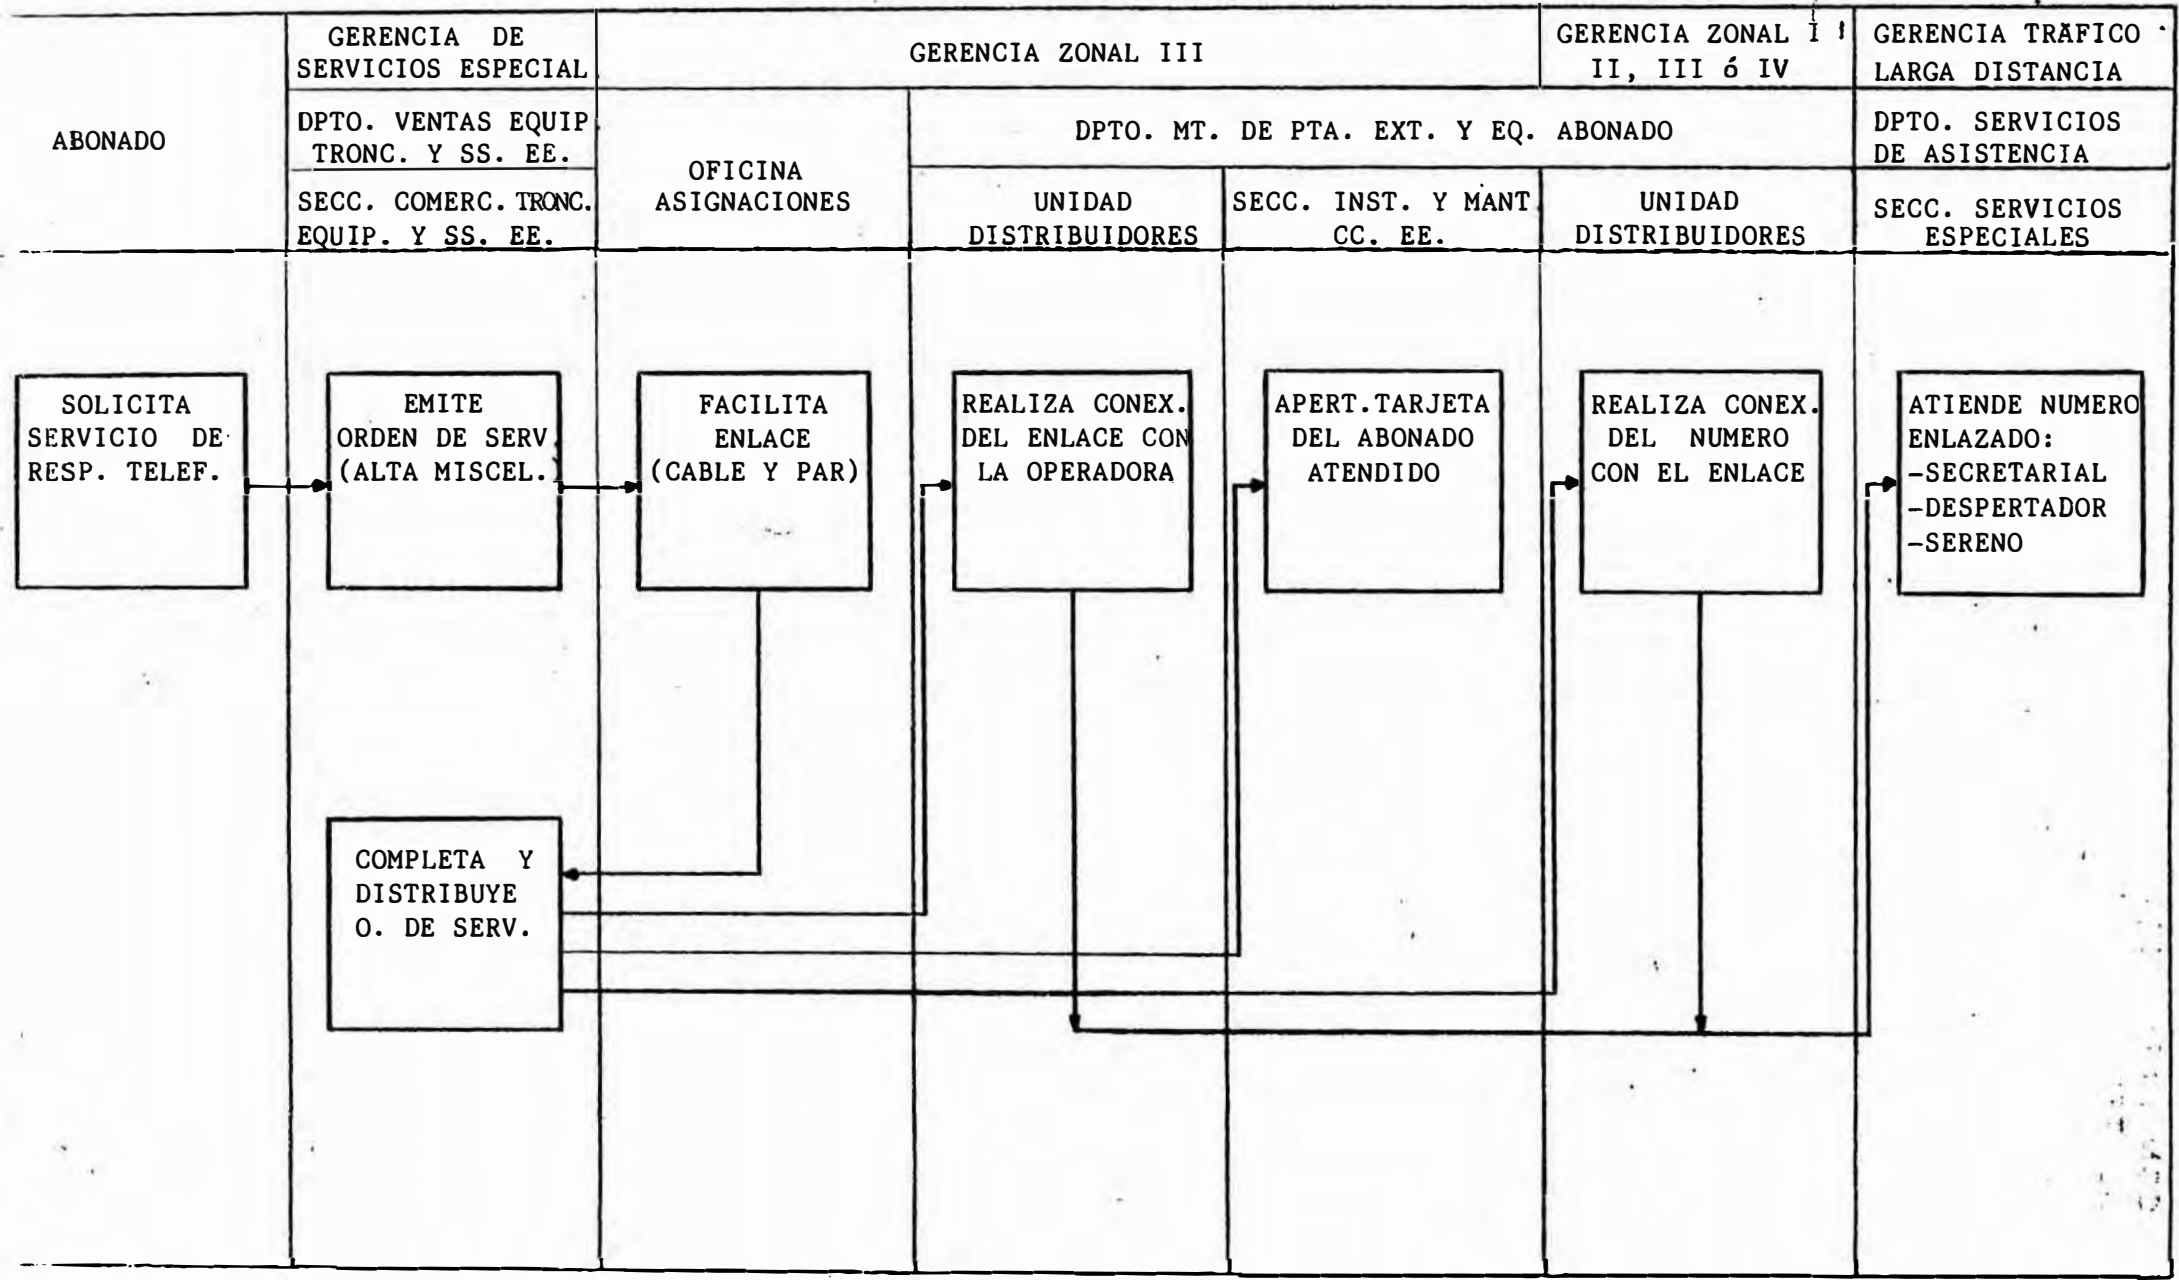 ABONADO
GERENCIA DE
SERVICIOS ESPECIAL
DPTO. VENTAS EQUIP
TRONC. Y SS. EE.
SECC. COMERC. TRONC.
EQUIP. Y SS. EE.
GERENCIA ZONAL III
OFICINA
ASIGNACIONES
DPTO. MT. DE PTA. EXT. Y EQ. ABONADO
UNIDAD
DISTRIBUIDORES
SECC. INST. Y MANT
CC. EE.
GERENCIA ZONAL I
II, III ó IV
UNIDAD
DISTRIBUIDORES
GERENCIA TRAFICO
LARGA DISTANCIA
DPTO. SERVICIOS
DE ASISTENCIA
SECC. SERVICIOS
ESPECIALES
SOLICITA
SERVICIO DE
RESP. TELEF.
EMITE
ORDEN DE SERV.
(ALTA MISCEL.)
FACILITA
ENLACE
(CABLE Y PAR)
REALIZA CONEX.
DEL ENLACE CON
LA OPERADORA
APERT.TARJETA
DEL ABONADO
ATENDIDO
REALIZA CONEX.
DEL NUMERO
CON EL ENLACE
ATIENDE NUMERO
ENLAZADO:
-SECRETARIAL
-DESPERTADOR
-SERENO
COMPLETA Y
DISTRIBUYE
O. DE SERV.